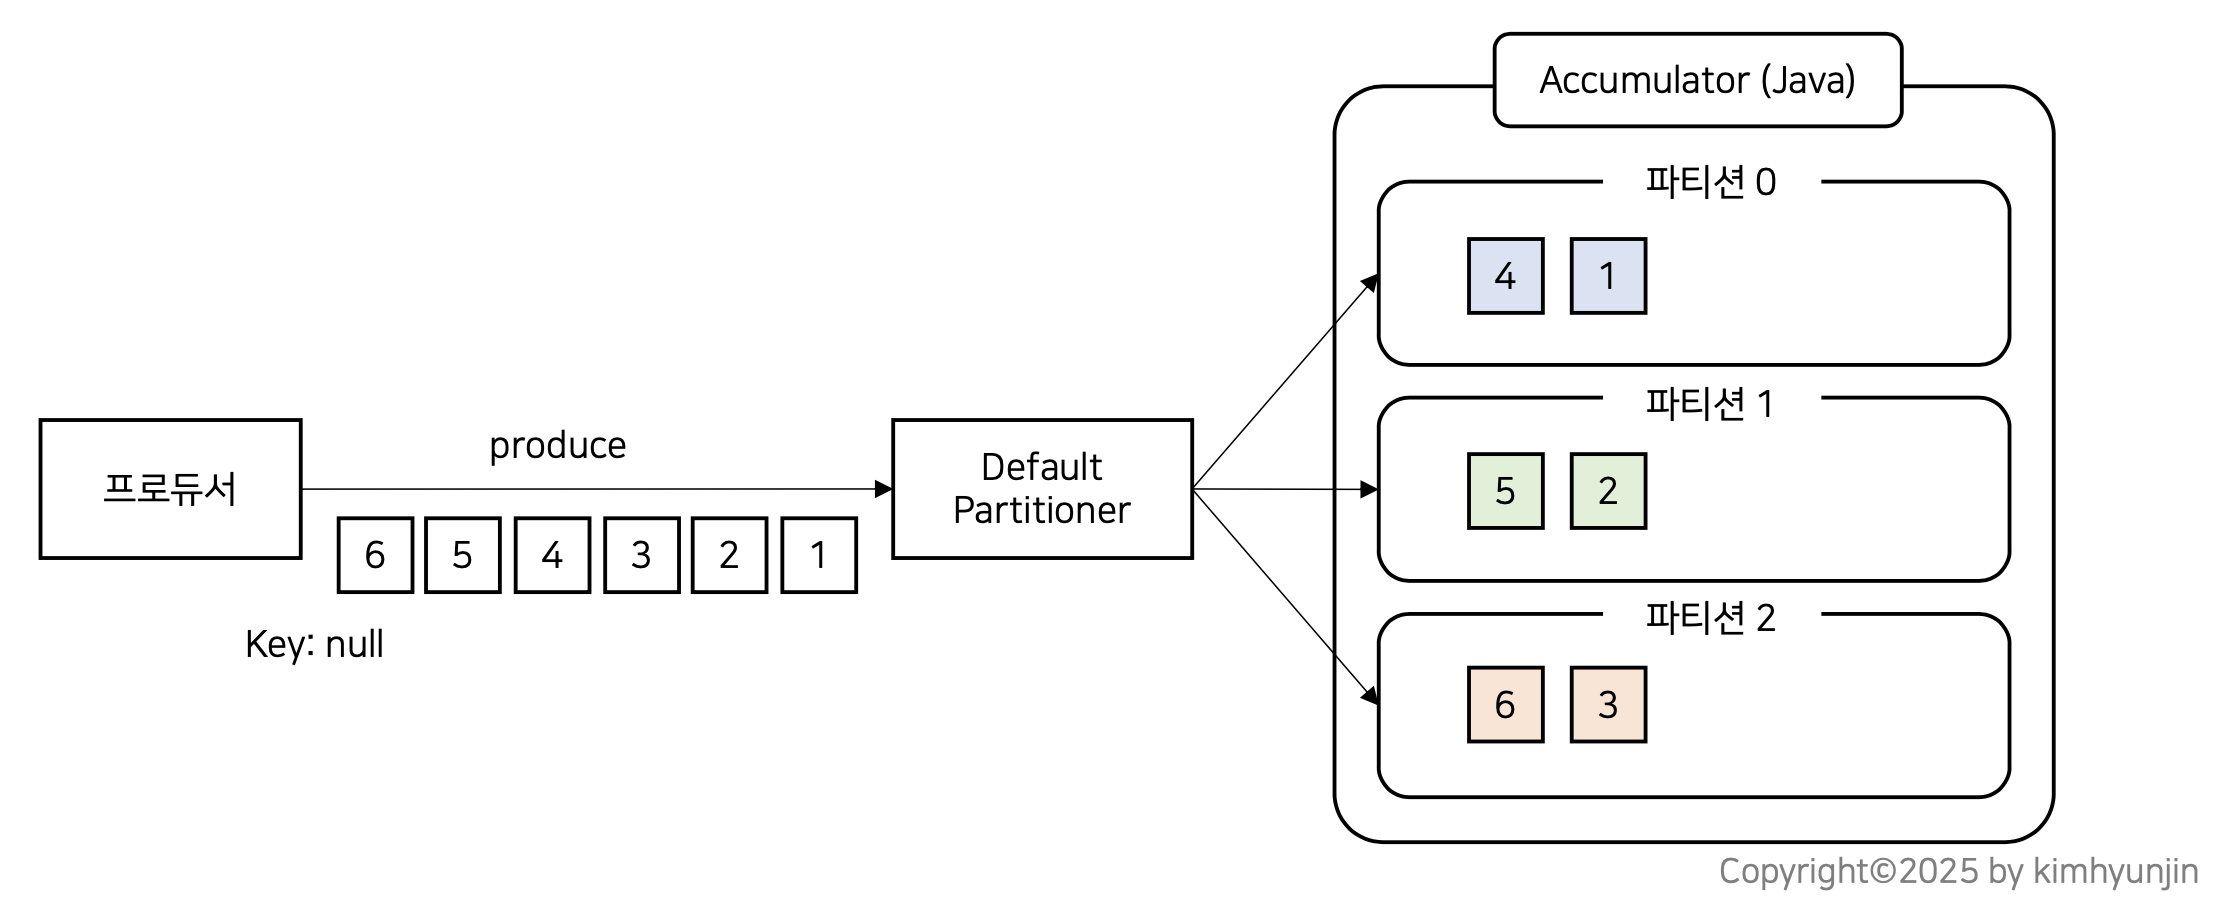 Accumulator (Java)
파티션 0
4 1
파티션 1
produce
프로듀서
Default
Partitioner
5 2
6 5 4 3 2 1
Key: null
파티션 2
6 3
Copyright©2025 by kimhyunjin